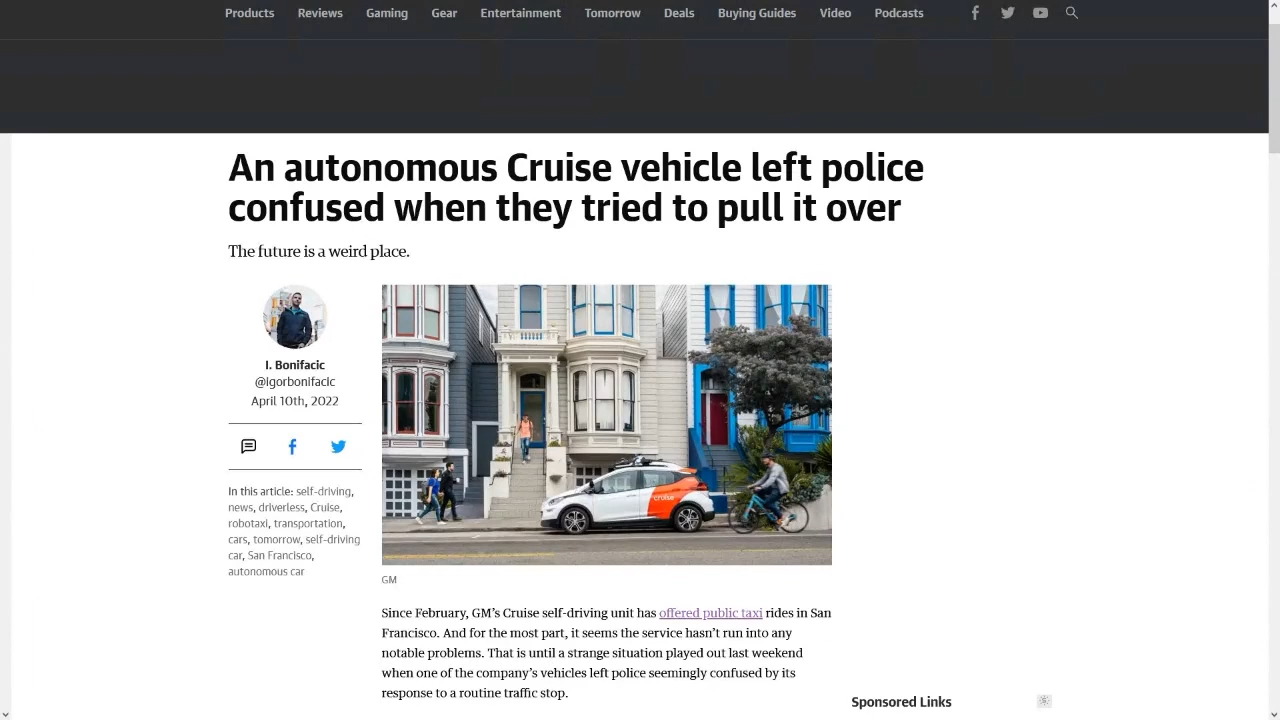 Products Reviews Gaming Gear Entertainment Tomorrow Deals Buying Guides Video Podcasts
An autonomous Cruise vehicle left police
confused when they tried to pull it over
The future is a weird place.
I. Bonifacic
@igorbonifacic
April 10th, 2022
In this article: self-driving,
news, driverless, Cruise,
robotaxi, transportation,
cars, tomorrow, self-driving
car, San Francisco,
autonomous car
cruise
GM
Since February, GM’s Cruise self-driving unit has offered public taxi rides in San
Francisco. And for the most part, it seems the service hasn’t run into any
notable problems. That is until a strange situation played out last weekend
when one of the company’s vehicles left police seemingly confused by its
response to a routine traffic stop.
Sponsored Links